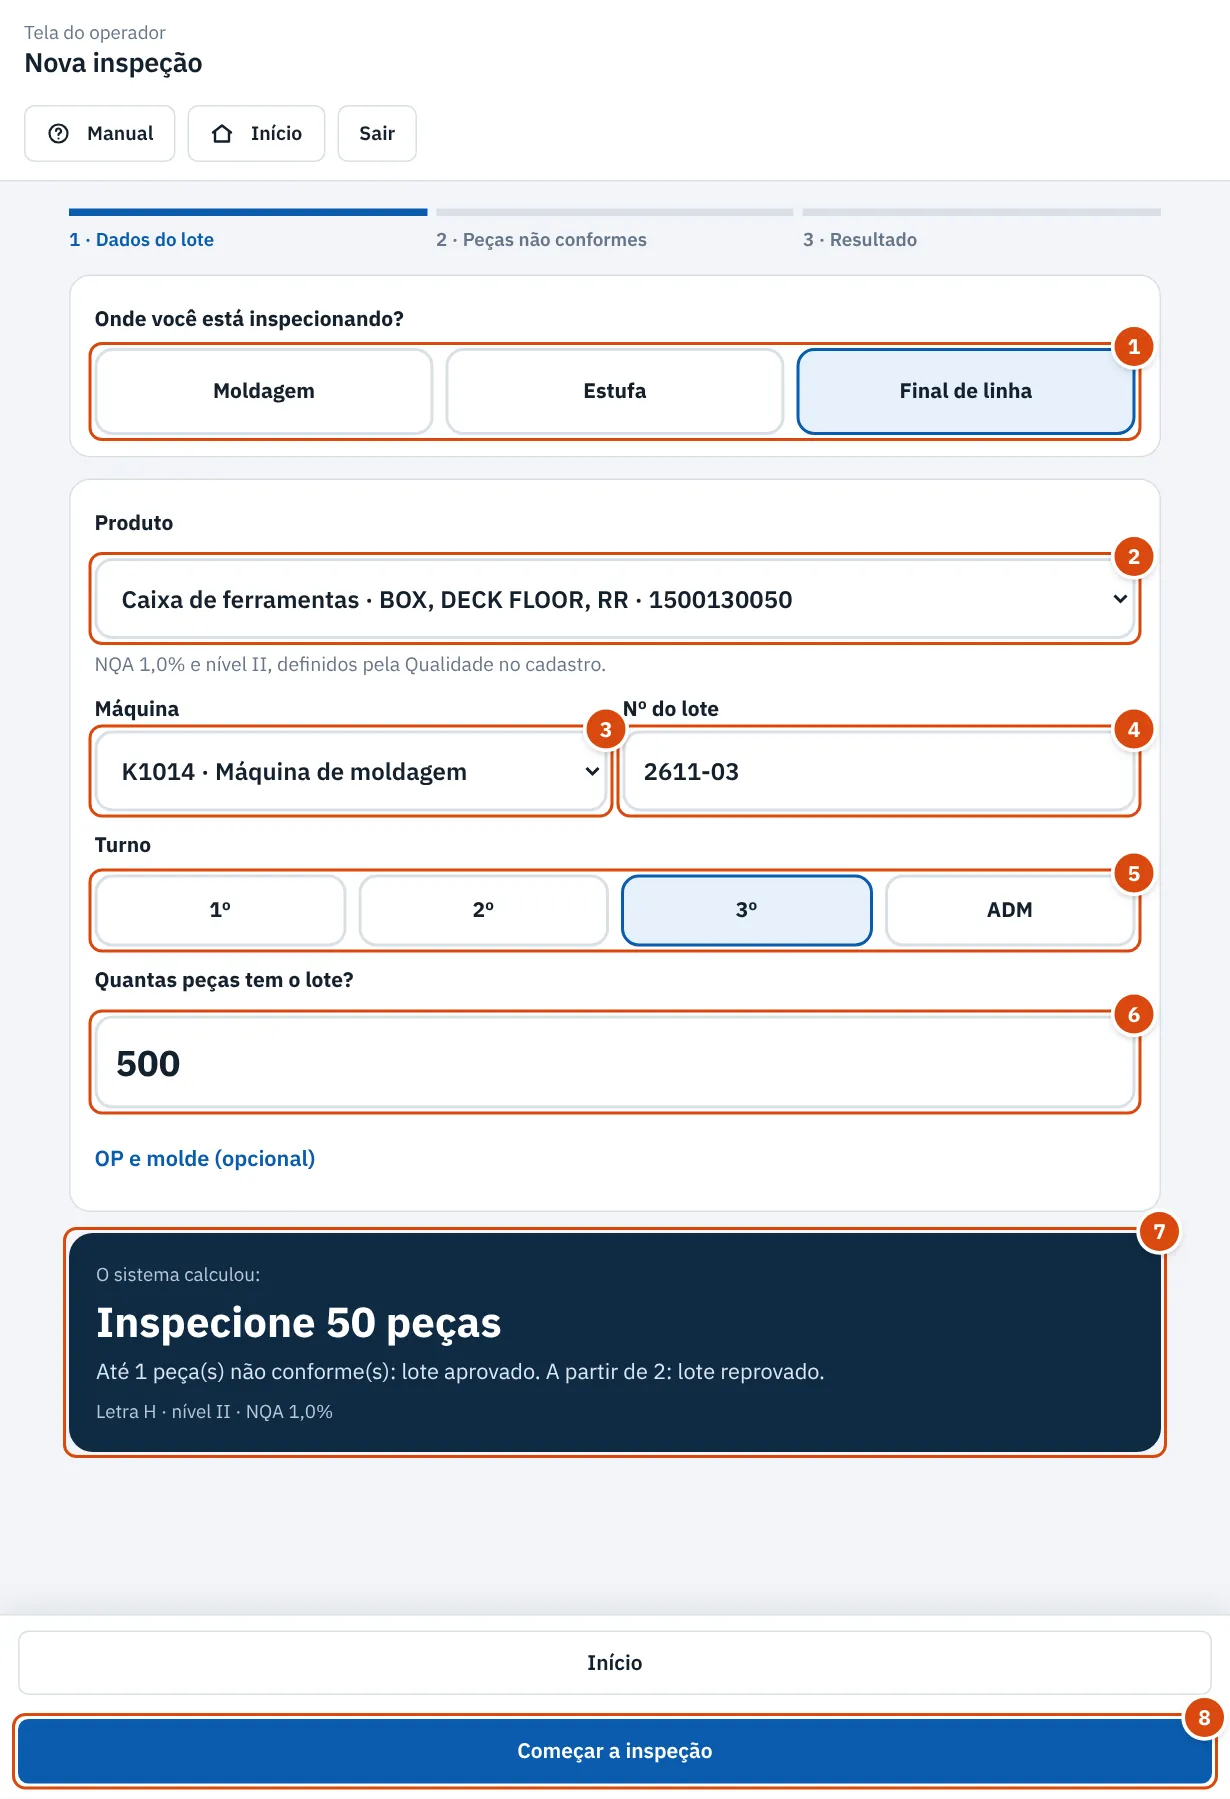 Tela do operador
Nova inspeção
Manual
Início
Sair
1 · Dados do lote
2 · Peças não conformes
3 · Resultado
Onde você está inspecionando?
1
Moldagem
Estufa
Final de linha
Produto
2
Caixa de ferramentas · BOX, DECK FLOOR, RR · 1500130050
NQA 1,0% e nível II, definidos pela Qualidade no cadastro.
Máquina
3
K1014 · Máquina de moldagem
Nº do lote
4
2611-03
Turno
5
1º
2º
3º
ADM
Quantas peças tem o lote?
6
500
OP e molde (opcional)
7
O sistema calculou:
Inspecione 50 peças
Até 1 peça(s) não conforme(s): lote aprovado. A partir de 2: lote reprovado.
Letra H · nível II · NQA 1,0%
Início
8
Começar a inspeção